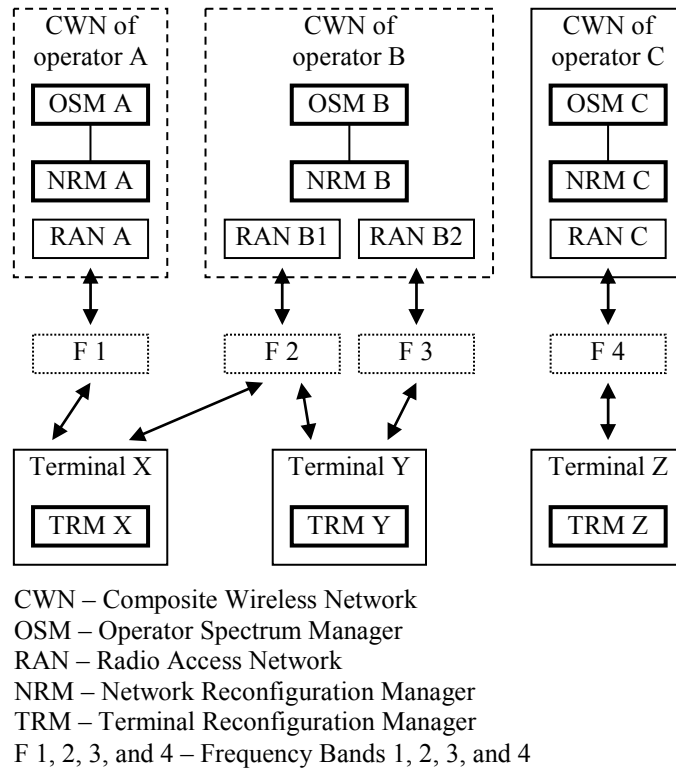 CWN of
operator A
OSM A
NRM A
RAN A
CWN of
operator B
OSM B
NRM B
RAN B1
RAN B2
CWN of
operator C
OSM C
NRM C
RAN C
F 1
F 2
F 3
F 4
Terminal X
TRM X
Terminal Y
TRM Y
Terminal Z
TRM Z
CWN – Composite Wireless Network
OSM – Operator Spectrum Manager
RAN – Radio Access Network
NRM – Network Reconfiguration Manager
TRM – Terminal Reconfiguration Manager
F 1, 2, 3, and 4 – Frequency Bands 1, 2, 3, and 4